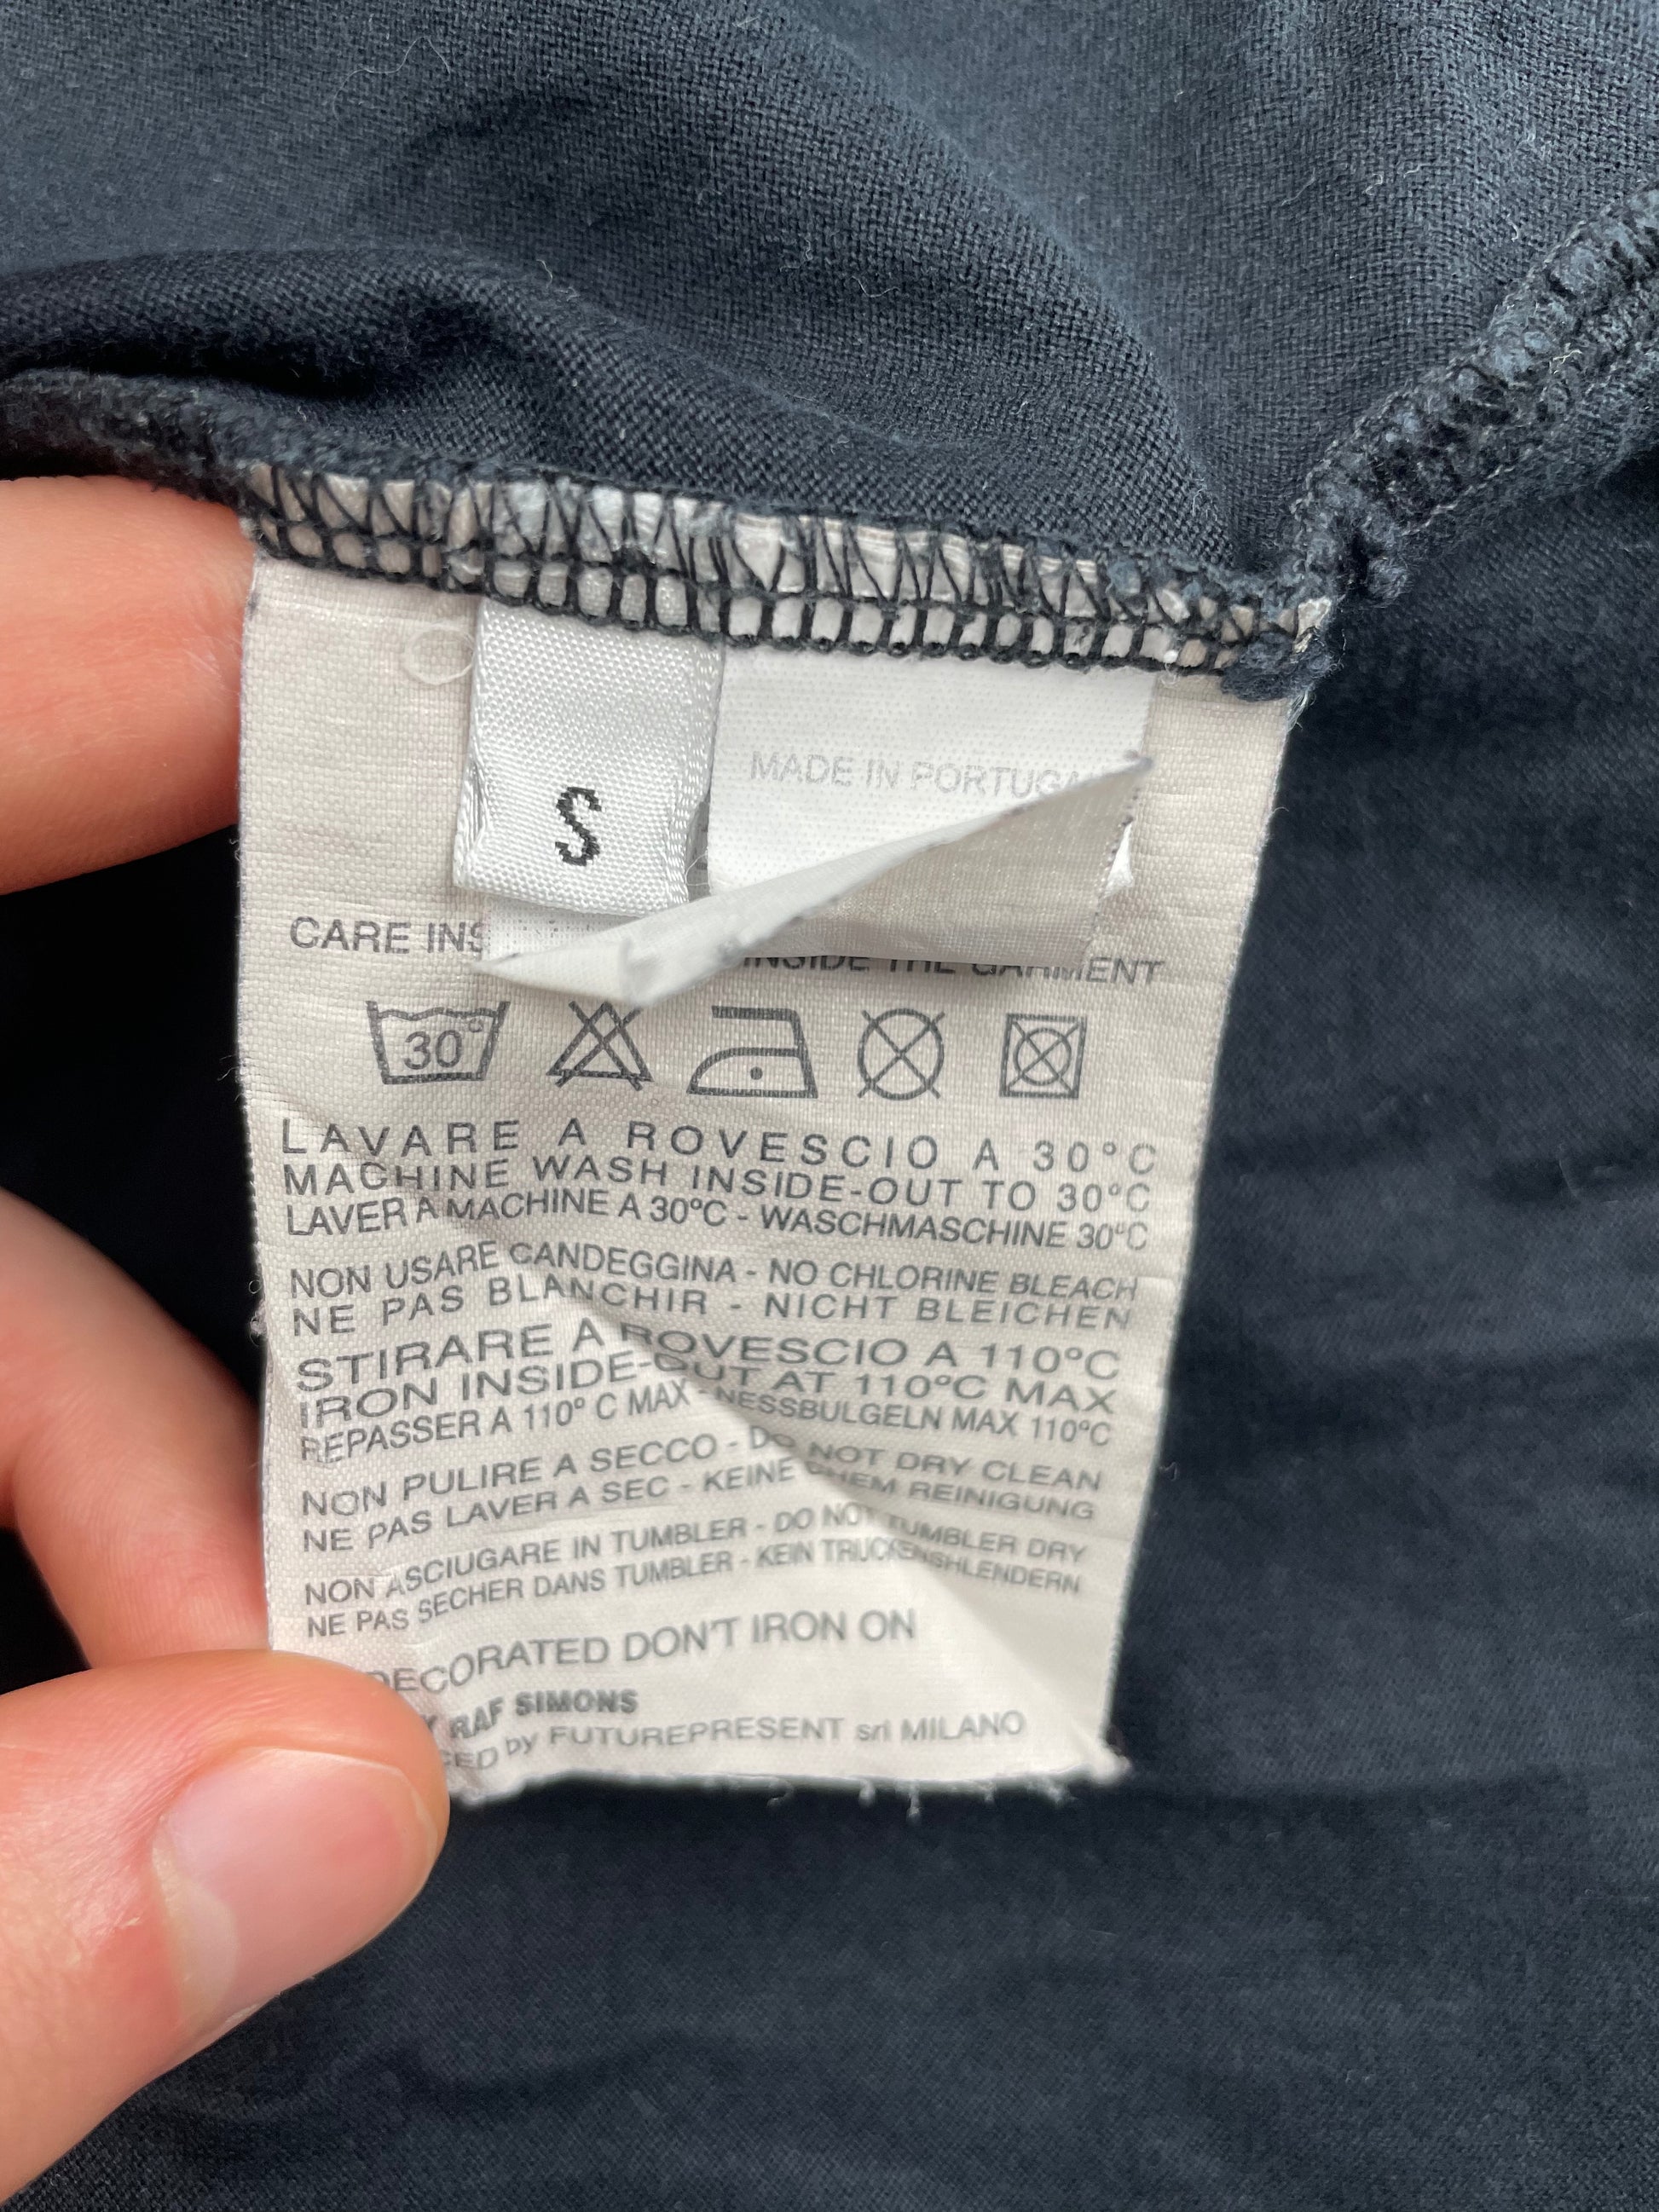 MADE IN PORTUGA
S
CARE INS
INSIDE THE GARMENT
30°
LAVARE A ROVESCIO A 30°C
MACHINE WASH INSIDE-OUT TO 30°C
LAVER A MACHINE A 30°C - WASCHMASCHINE 30°C
NON USARE CANDEGGINA - NO CHLORINE BLEACH
NE PAS BLANCHIR - NICHT BLEICHEN
STIRARE A ROVESCIO A 110°C
IRON INSIDE-OUT AT 110°C MAX
REPASSER A 110° C MAX - NESSBULGELN MAX 110°C
NON PULIRE A SECCO - DO NOT DRY CLEAN
NE PAS LAVER A SEC - KEINE CHEM REINIGUNG
NON ASCIUGARE IN TUMBLER - DO NOT TUMBLER DRY
NE PAS SECHER DANS TUMBLER - KEIN TRUCKENSHLENDERN
DECORATED DON'T IRON ON
RAF SIMONS
by FUTUREPRESENT srl MILANO